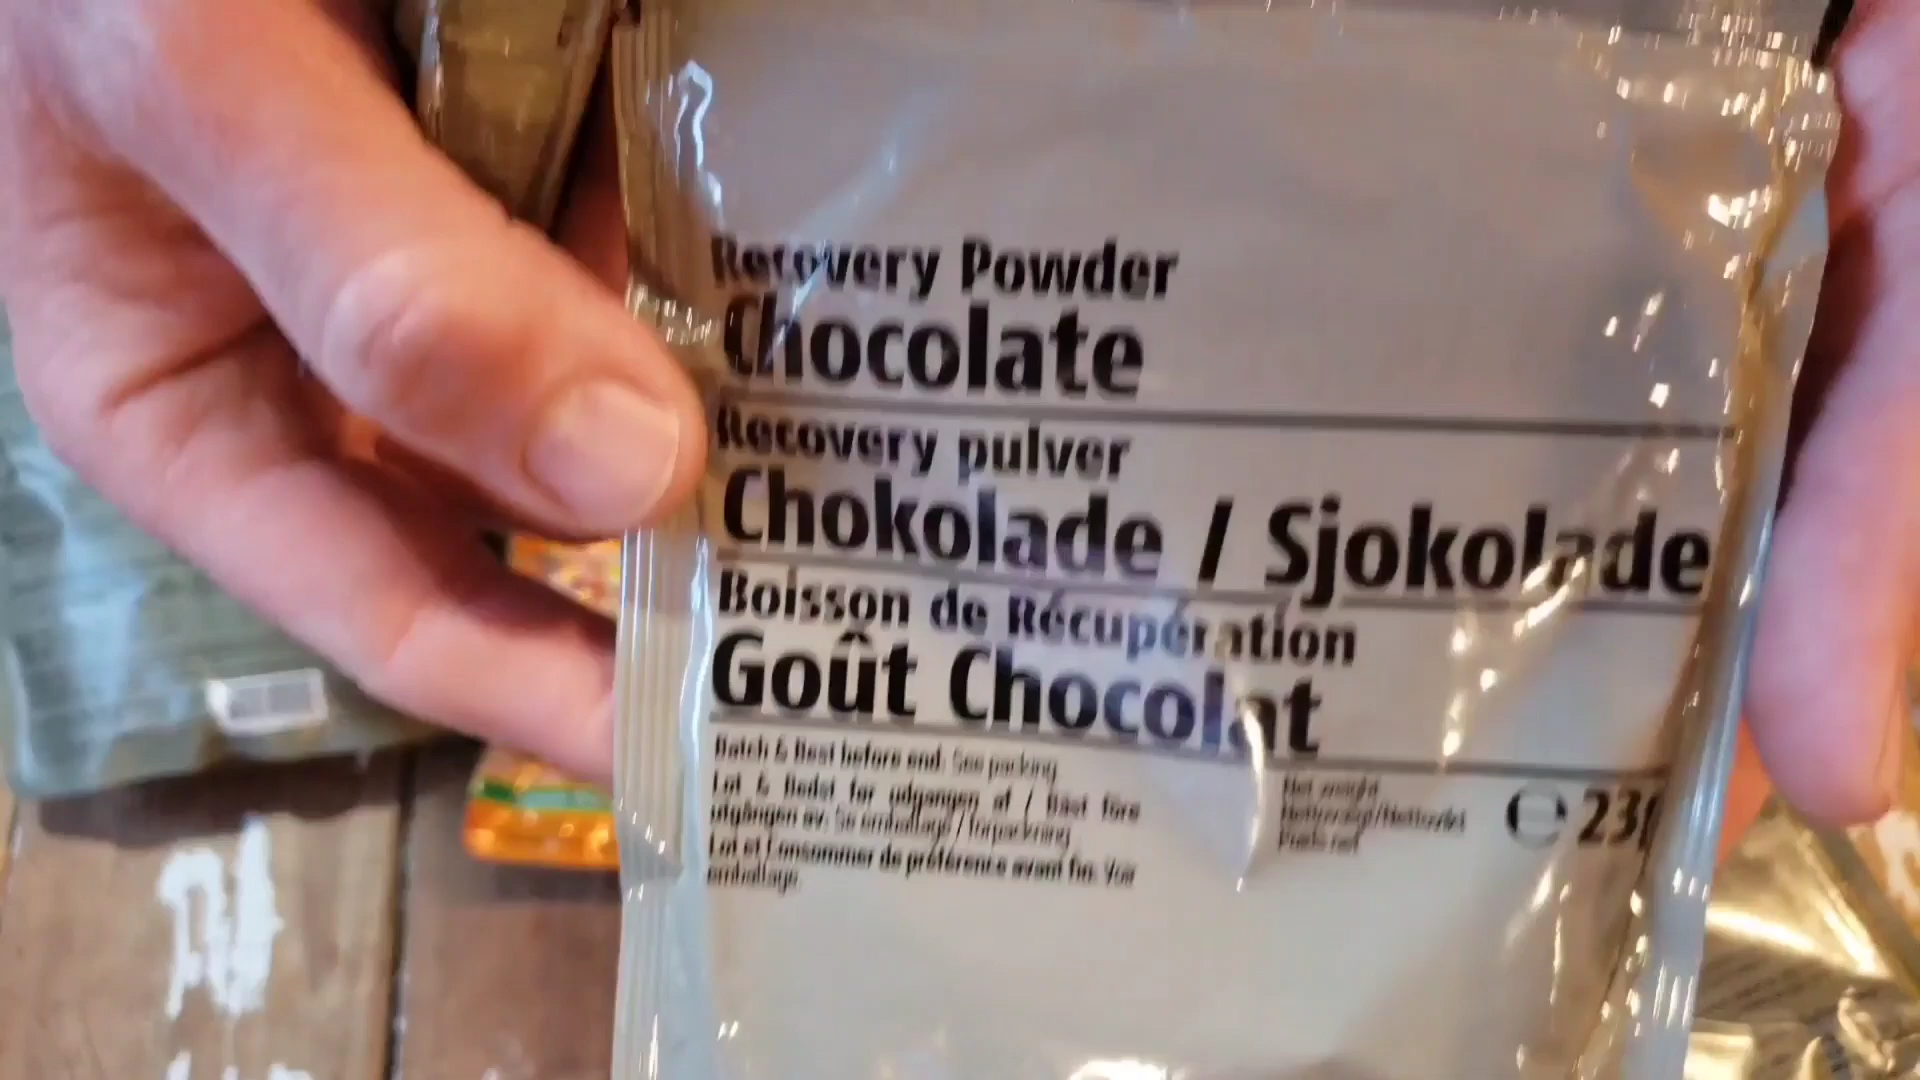 Recovery Powder
Chocolate
Recovery pulver
Chokolade / Sjokolade
Boisson de Récupération
Goût Chocolat
Batch & Best before end: See packing
Lot & Bedst før udgangen af / Bäst före
utgången av: Se emballage / förpackning
Lot et Consommer de préférence avant fin: Voir
emballage.
Net weight
Nettovægt/Nettovikt
Poids net
℮ 23g